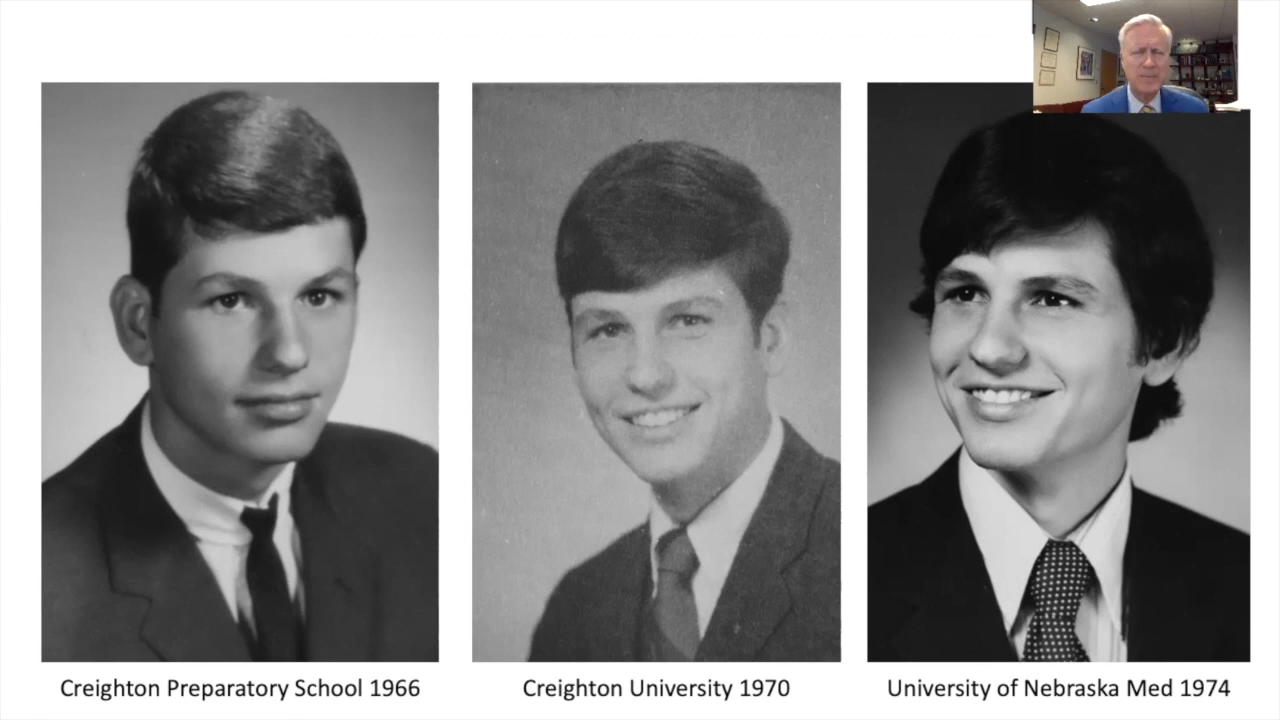 Creighton Preparatory School 1966
Creighton University 1970
University of Nebraska Med 1974